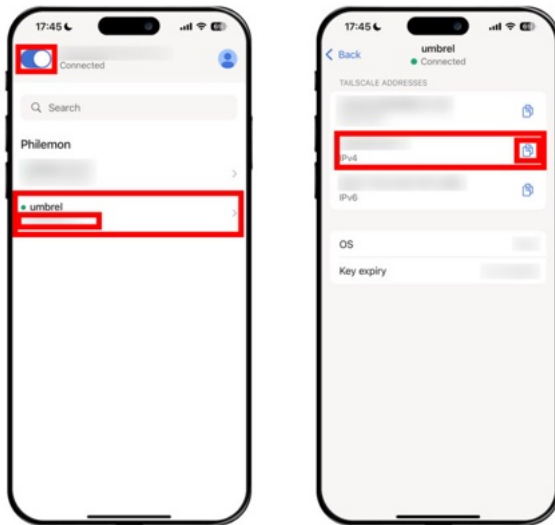 17:45
Connected
Search
Philemon
umbrel
17:45
Back
umbrel
Connected
TAILSCALE ADDRESSES
IPv4
IPv6
OS
Key expiry